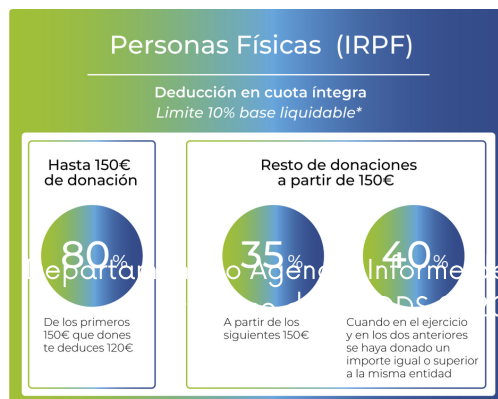 Personas Físicas (IRPF)
Deducción en cuota íntegra
Limite 10% base liquidable*
Hasta 150€
de donación
80%
De los primeros
150€ que dones
te deduces 120€
Resto de donaciones
a partir de 150€
35%
A partir de los
siguientes 150€
40%
Cuando en el ejercicio
y en los dos anteriores
se haya donado un
importe igual o superior
a la misma entidad